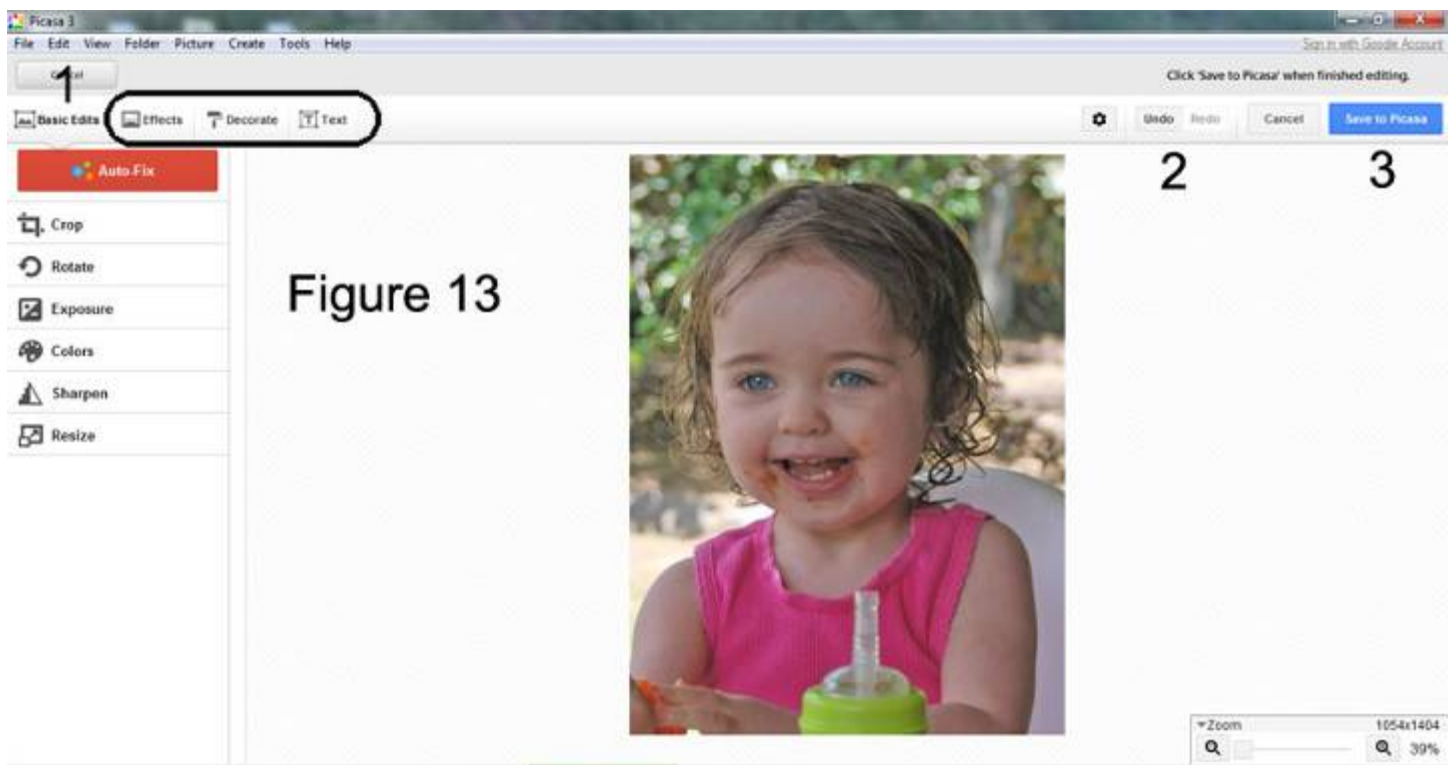 Picasa 3
File Edit View Folder Picture Create Tools Help
Sign in with Google Account
1
Click 'Save to Picasa' when finished editing.
Basic Edits Effects Decorate Text
Undo Redo Cancel Save to Picasa
2 3
Auto-Fix
Crop
Rotate
Figure 13
Exposure
Colors
Sharpen
Resize
Zoom 1054x1404
39%